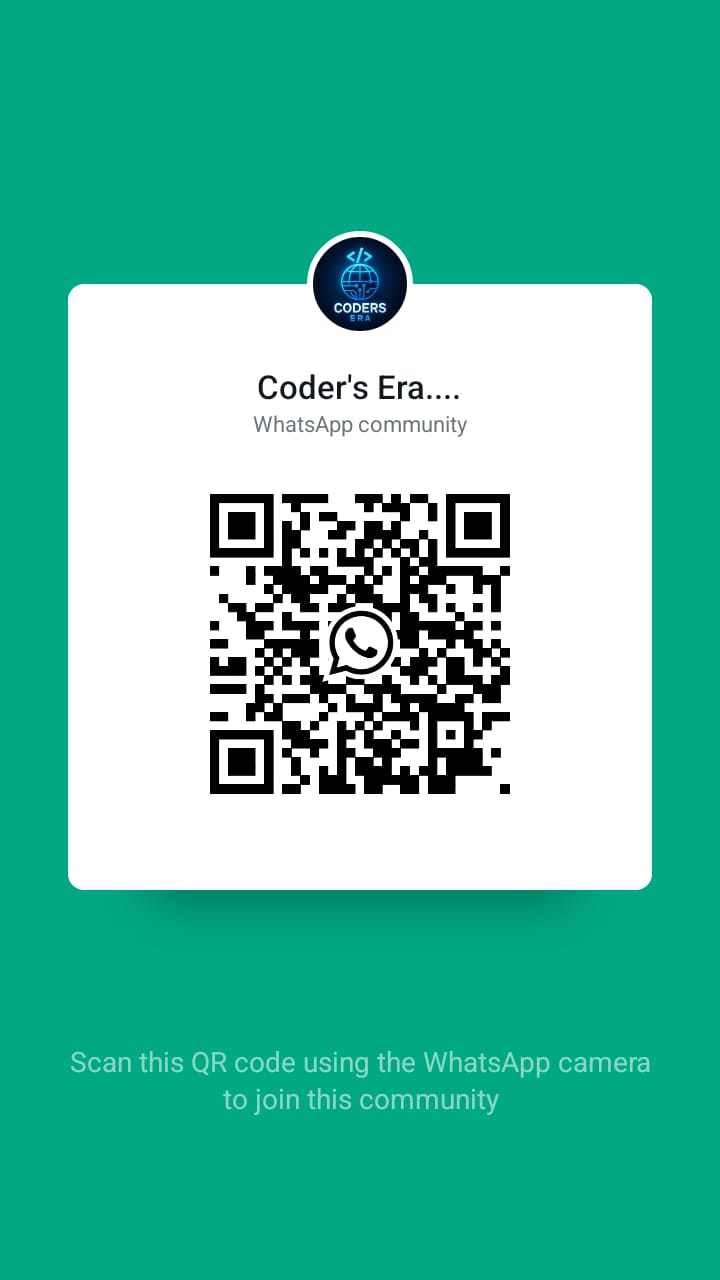 </>
CODERS
ERA
Coder's Era....
WhatsApp community
Scan this QR code using the WhatsApp camera
to join this community